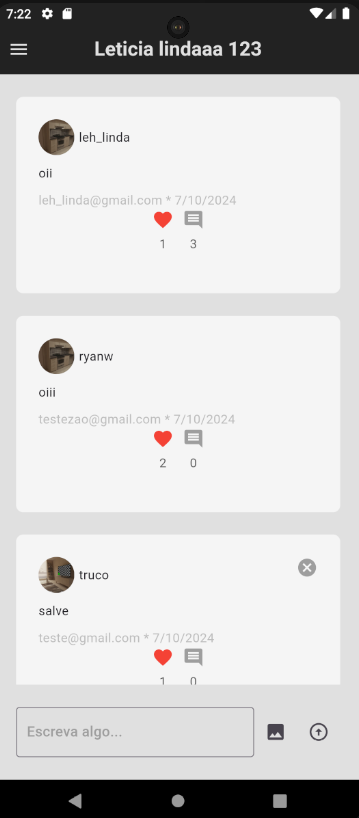 7:22
Leticia lindaaa 123
leh_linda
oii
leh_linda@gmail.com * 7/10/2024
1 3
ryanw
oiii
testezao@gmail.com * 7/10/2024
2 0
truco
salve
teste@gmail.com * 7/10/2024
1 0
Escreva algo...